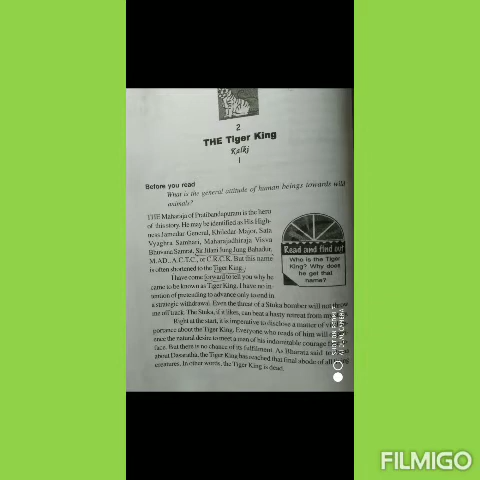 2
THE Tiger King
Kalki
I
Before you read
What is the general attitude of human beings towards wild
animals?
THE Maharaja of Pratibandapuram is the hero
of this story. He may be identified as His High-
ness Jamedar-General, Khiledar-Major, Sata
Vyaghra Samhari, Maharajadhiraja Visva
Bhuvana Samrat, Sir Jilani Jung Jung Bahadur,
M.A.D., A.C.T.C., or C.R.C.K. But this name
is often shortened to the Tiger King.
I have come forward to tell you why he
came to be known as Tiger King. I have no in-
tention of pretending to advance only to end in
a strategic withdrawal. Even the threat of a Stuka bomber will not throw
me off track. The Stuka, if it likes, can beat a hasty retreat from my
Right at the start, it is imperative to disclose a matter of vital
portance about the Tiger King. Everyone who reads of him will
ence the natural desire to meet a man of his indomitable courage face-to-
face. But there is no chance of its fulfilment. As Bharata said to
about Dasaratha, the Tiger King has reached that final abode of all
creatures. In other words, the Tiger King is dead.
Read and find out
Who is the Tiger
King? Why does
he get that
name?
FILMIGO